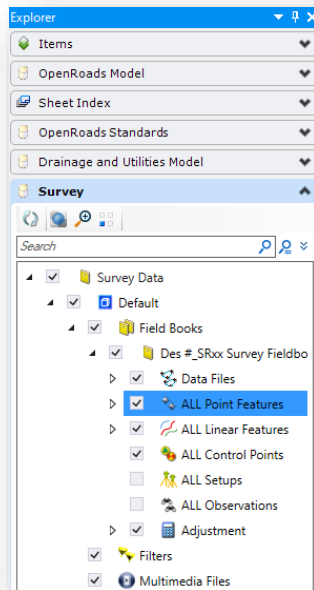 Explorer
Items
OpenRoads Model
Sheet Index
OpenRoads Standards
Drainage and Utilities Model
Survey
Search
Survey Data
Default
Field Books
Des #_SRxx Survey Fieldbo
Data Files
ALL Point Features
ALL Linear Features
ALL Control Points
ALL Setups
ALL Observations
Adjustment
Filters
Multimedia Files